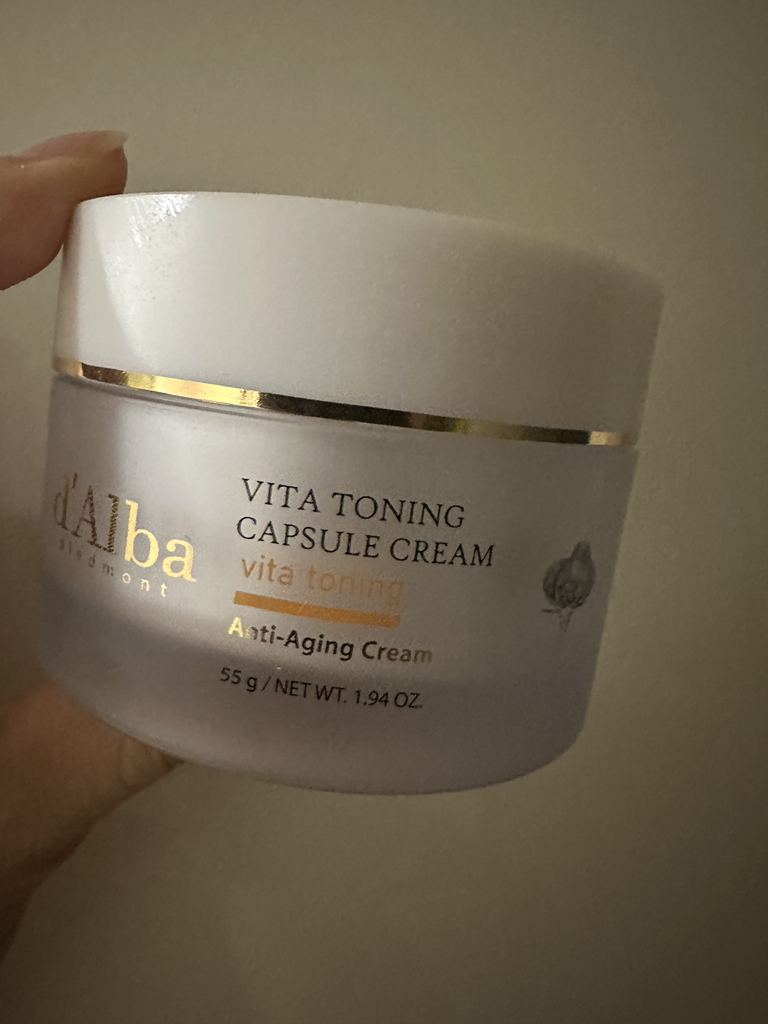 d'Alba
piedmont
VITA TONING
CAPSULE CREAM
vita toning
Anti-Aging Cream
55 g / NET WT. 1.94 OZ.